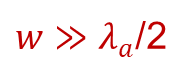 𝑤 ≫ 𝜆𝑎/2